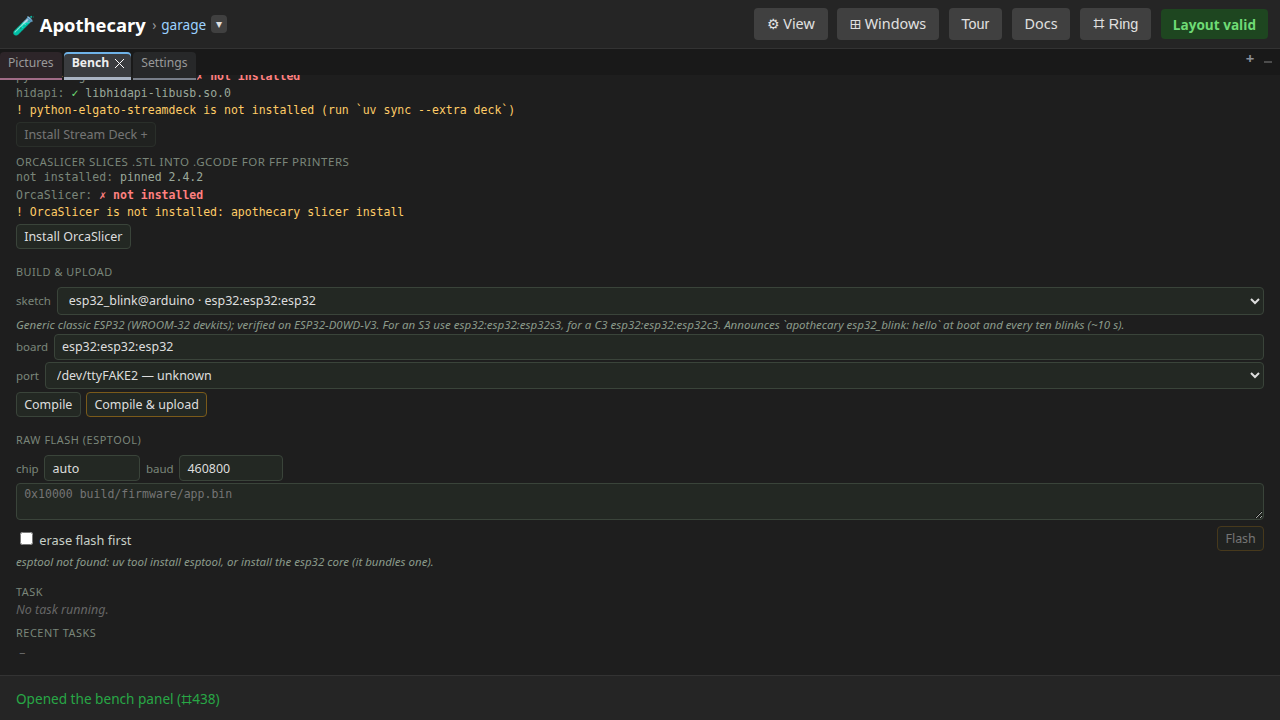 Apothecary › garage ▾
⚙ View
⊞ Windows
Tour
Docs
⌗ Ring
Layout valid
Pictures
Bench ✕
Settings
+ –
✗ not installed
hidapi: ✓ libhidapi-libusb.so.0
! python-elgato-streamdeck is not installed (run `uv sync --extra deck`)
Install Stream Deck +
ORCASLICER SLICES .STL INTO .GCODE FOR FFF PRINTERS
not installed: pinned 2.4.2
OrcaSlicer: ✗ not installed
! OrcaSlicer is not installed: apothecary slicer install
Install OrcaSlicer
BUILD & UPLOAD
sketch esp32_blink@arduino · esp32:esp32:esp32
Generic classic ESP32 (WROOM-32 devkits); verified on ESP32-D0WD-V3. For an S3 use esp32:esp32:esp32s3, for a C3 esp32:esp32:esp32c3. Announces `apothecary esp32_blink: hello` at boot and every ten blinks (~10 s).
board esp32:esp32:esp32
port /dev/ttyFAKE2 — unknown
Compile Compile & upload
RAW FLASH (ESPTOOL)
chip auto baud 460800
0x10000 build/firmware/app.bin
erase flash first
Flash
esptool not found: uv tool install esptool, or install the esp32 core (it bundles one).
TASK
No task running.
RECENT TASKS
–
Opened the bench panel (⌗438)